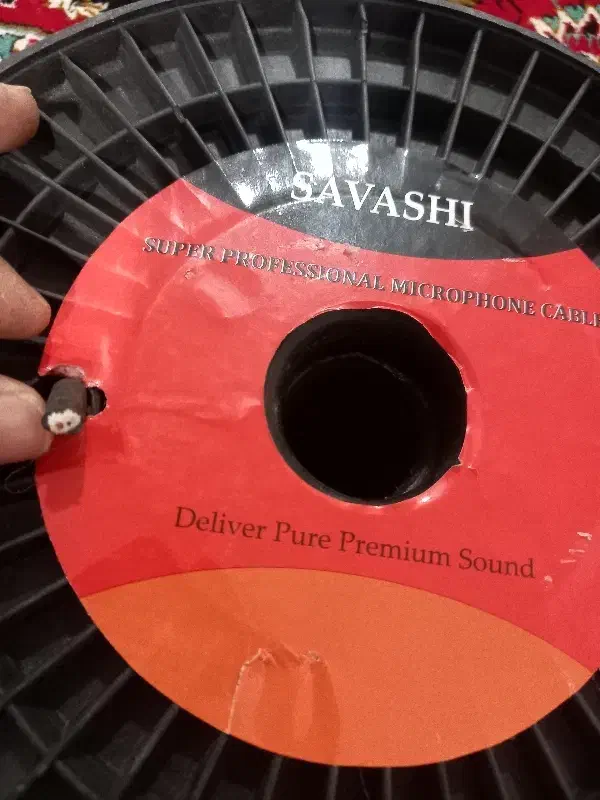 SAVASHI
SUPER PROFESSIONAL MICROPHONE CABLE
Deliver Pure Premium Sound